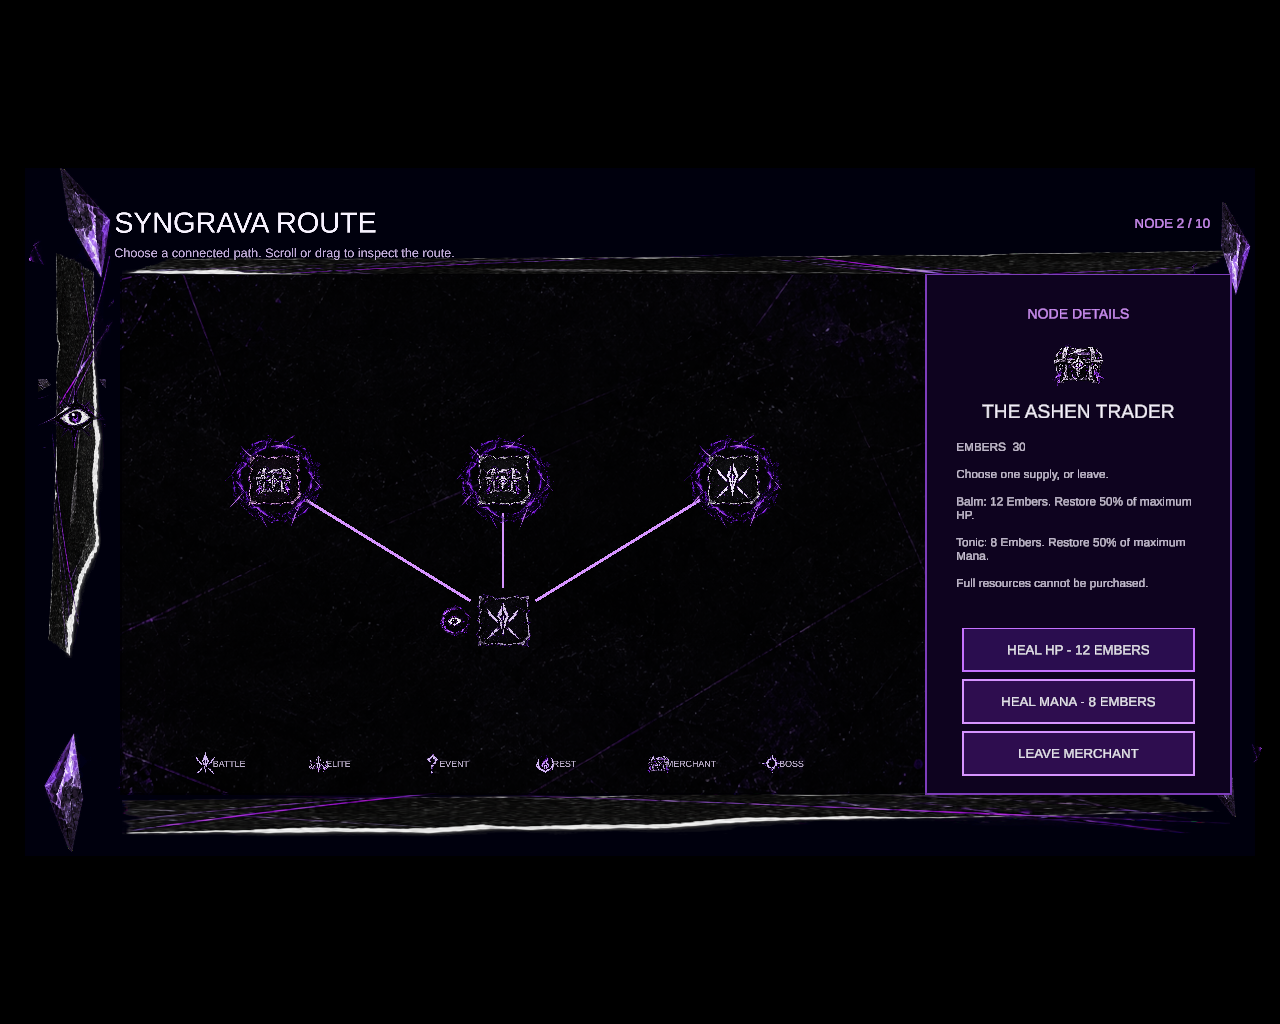 SYNGRAVA ROUTE
NODE 2 / 10
Choose a connected path. Scroll or drag to inspect the route.
NODE DETAILS
THE ASHEN TRADER
EMBERS 30
Choose one supply, or leave.
Balm: 12 Embers. Restore 50% of maximum
HP.
Tonic: 8 Embers. Restore 50% of maximum
Mana.
Full resources cannot be purchased.
HEAL HP - 12 EMBERS
HEAL MANA - 8 EMBERS
LEAVE MERCHANT
BATTLE
ELITE
EVENT
REST
MERCHANT
BOSS